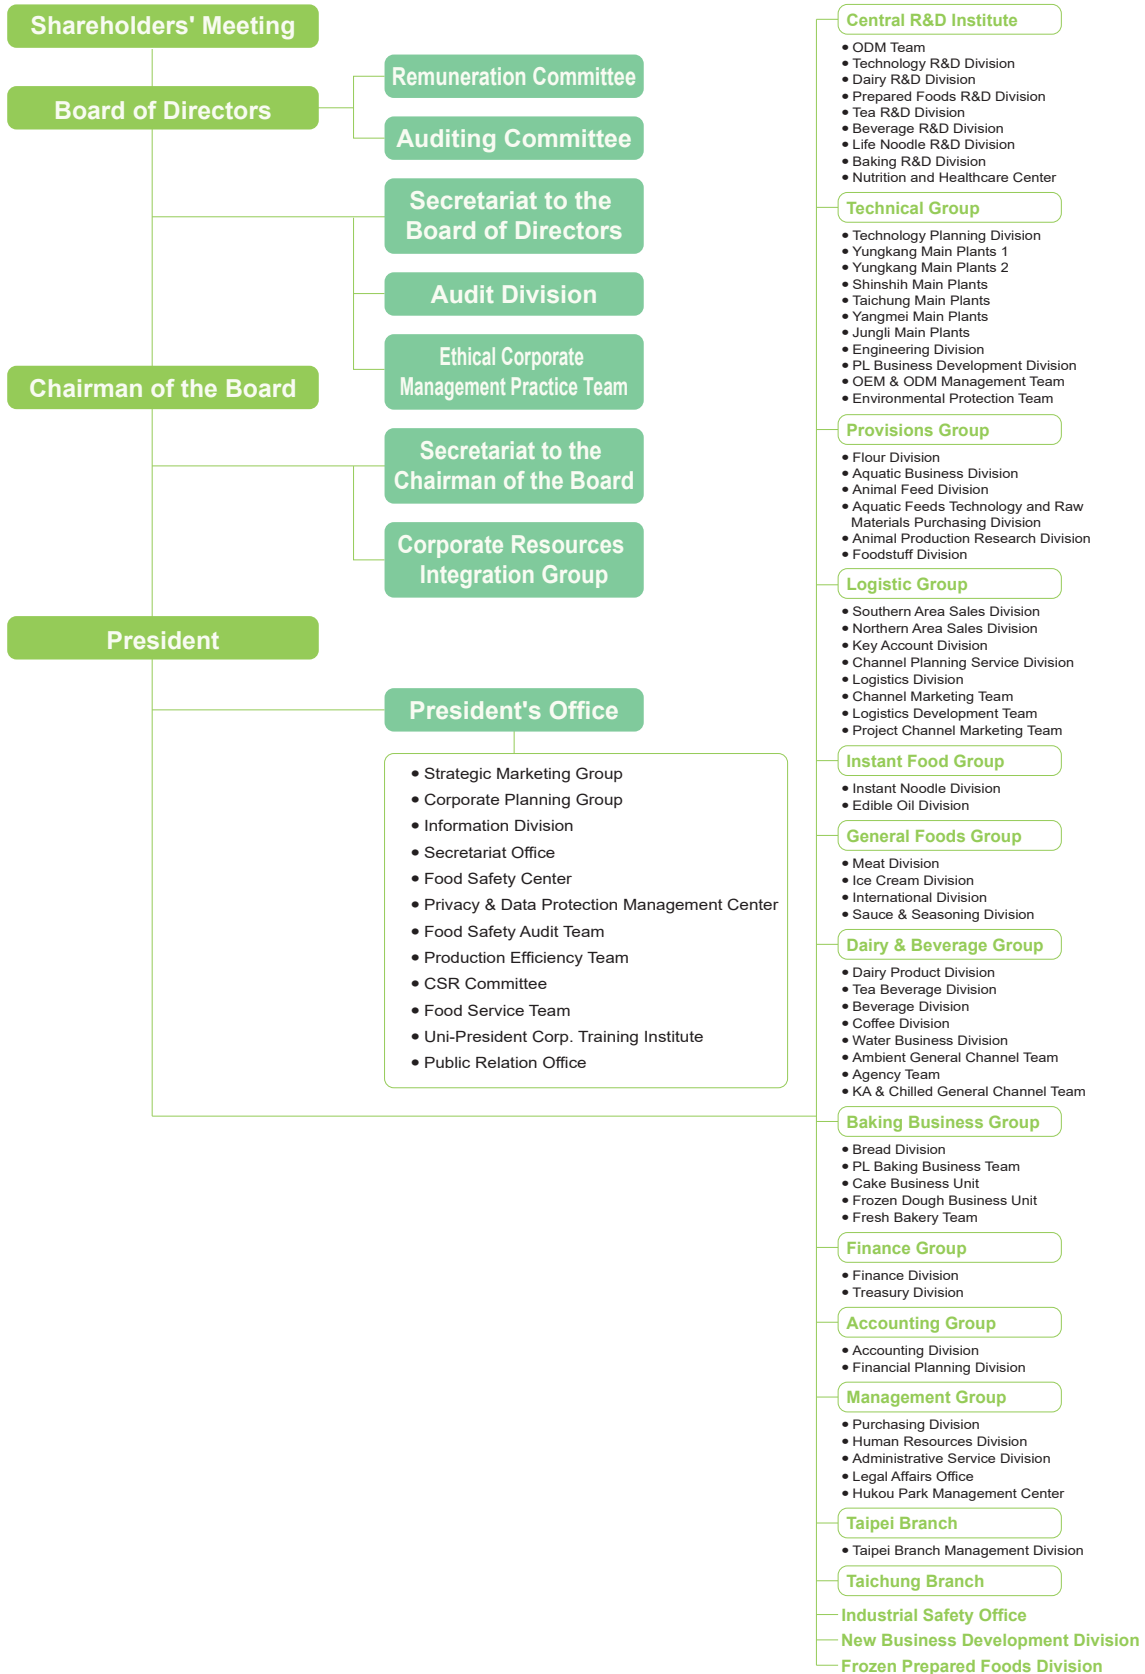 Shareholders' Meeting
Board of Directors
Remuneration Committee
Auditing Committee
Secretariat to the
Board of Directors
Audit Division
Ethical Corporate
Management Practice Team
Chairman of the Board
Secretariat to the
Chairman of the Board
Corporate Resources
Integration Group
President
President's Office
• Strategic Marketing Group
• Corporate Planning Group
• Information Division
• Secretariat Office
• Food Safety Center
• Privacy & Data Protection Management Center
• Food Safety Audit Team
• Production Efficiency Team
• CSR Committee
• Food Service Team
• Uni-President Corp. Training Institute
• Public Relation Office
Central R&D Institute
• ODM Team
• Technology R&D Division
• Dairy R&D Division
• Prepared Foods R&D Division
• Tea R&D Division
• Beverage R&D Division
• Life Noodle R&D Division
• Baking R&D Division
• Nutrition and Healthcare Center
Technical Group
• Technology Planning Division
• Yungkang Main Plants 1
• Yungkang Main Plants 2
• Shinshih Main Plants
• Taichung Main Plants
• Yangmei Main Plants
• Jungli Main Plants
• Engineering Division
• PL Business Development Division
• OEM & ODM Management Team
• Environmental Protection Team
Provisions Group
• Flour Division
• Aquatic Business Division
• Animal Feed Division
• Aquatic Feeds Technology and Raw
Materials Purchasing Division
• Animal Production Research Division
• Foodstuff Division
Logistic Group
• Southern Area Sales Division
• Northern Area Sales Division
• Key Account Division
• Channel Planning Service Division
• Logistics Division
• Channel Marketing Team
• Logistics Development Team
• Project Channel Marketing Team
Instant Food Group
• Instant Noodle Division
• Edible Oil Division
General Foods Group
• Meat Division
• Ice Cream Division
• International Division
• Sauce & Seasoning Division
Dairy & Beverage Group
• Dairy Product Division
• Tea Beverage Division
• Beverage Division
• Coffee Division
• Water Business Division
• Ambient General Channel Team
• Agency Team
• KA & Chilled General Channel Team
Baking Business Group
• Bread Division
• PL Baking Business Team
• Cake Business Unit
• Frozen Dough Business Unit
• Fresh Bakery Team
Finance Group
• Finance Division
• Treasury Division
Accounting Group
• Accounting Division
• Financial Planning Division
Management Group
• Purchasing Division
• Human Resources Division
• Administrative Service Division
• Legal Affairs Office
• Hukou Park Management Center
Taipei Branch
• Taipei Branch Management Division
Taichung Branch
Industrial Safety Office
New Business Development Division
Frozen Prepared Foods Division